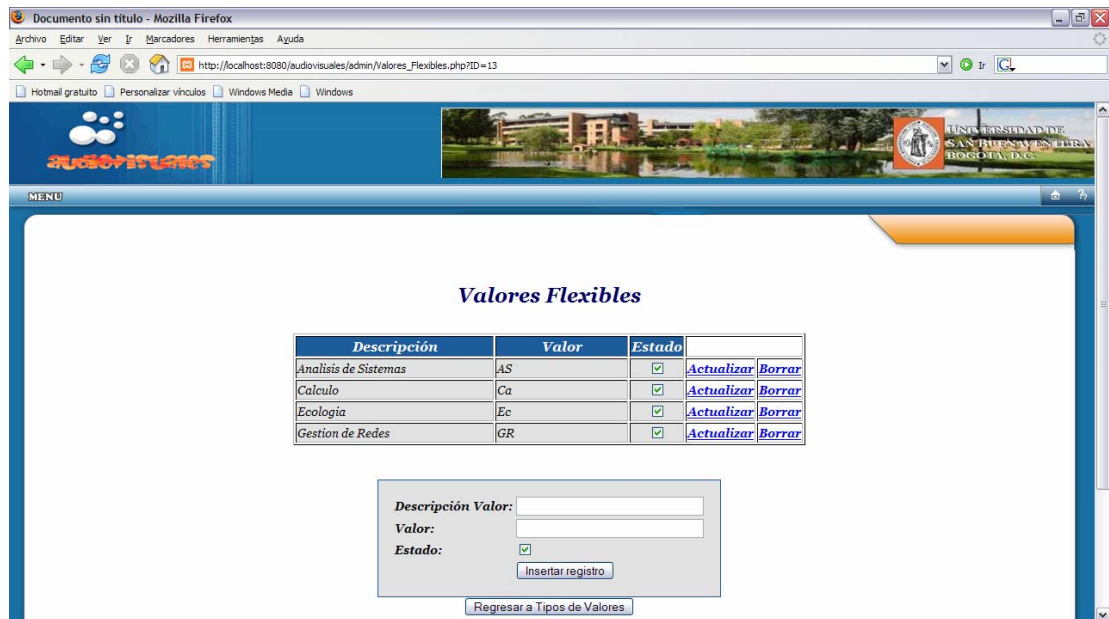 Documento sin título - Mozilla Firefox
Archivo Editar Ver Ir Marcadores Herramientas Ayuda
http://localhost:8080/audiovisuales/admin/Valores_Flexibles.php?ID=13 Ir
Hotmail gratuito Personalizar vínculos Windows Media Windows
audiovisuales
UNIVERSIDAD DE
SAN BUENAVENTURA
BOGOTA, D.C.
MENU
Valores Flexibles
Descripción Valor Estado
Analisis de Sistemas AS Actualizar Borrar
Calculo Ca Actualizar Borrar
Ecologia Ec Actualizar Borrar
Gestion de Redes GR Actualizar Borrar
Descripción Valor:
Valor:
Estado:
Insertar registro
Regresar a Tipos de Valores